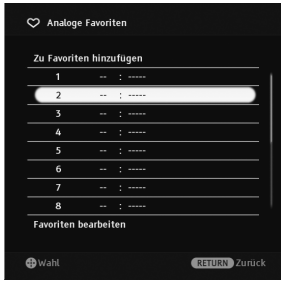 Analoge Favoriten
Zu Favoriten hinzufügen
1 -- : -----
2 -- : -----
3 -- : -----
4 -- : -----
5 -- : -----
6 -- : -----
7 -- : -----
8 -- : -----
Favoriten bearbeiten
Wahl RETURN Zurück